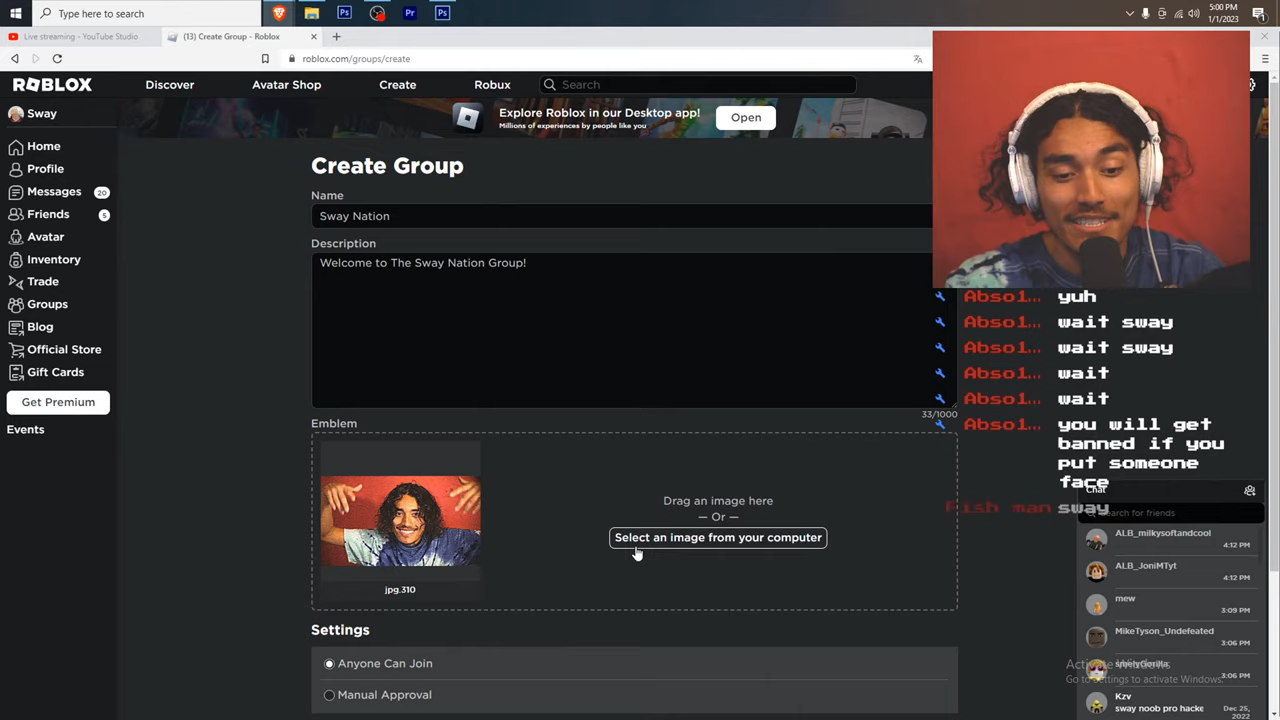 Type here to search
5:00 PM
1/1/2023
Live streaming - YouTube Studio
(13) Create Group - Roblox
roblox.com/groups/create
ROBLOX
Discover
Avatar Shop
Create
Robux
Search
Sway
Explore Roblox in our Desktop app!
Millions of experiences by people like you
Open
Home
Profile
Messages
20
Friends
5
Avatar
Inventory
Trade
Groups
Blog
Official Store
Gift Cards
Get Premium
Events
Create Group
Name
Sway Nation
Description
Welcome to The Sway Nation Group!
33/1000
Emblem
Drag an image here
— Or —
Select an image from your computer
jpg.310
Settings
Anyone Can Join
Manual Approval
Absol... yuh
Absol... wait sway
Absol... wait sway
Absol... wait
Absol... wait
Absol... you will get
banned if you
put someone
face
Fish man sway
Chat
Search for friends
ALB_milkysoftandcool
4:12 PM
ALB_JoniMTyt
4:12 PM
mew
3:09 PM
MikeTyson_Undefeated
3:06 PM
3:06 PM
Activate Windows
Go to Settings to activate Windows.
Kzv
sway noob pro hacke
Dec 25,
2022